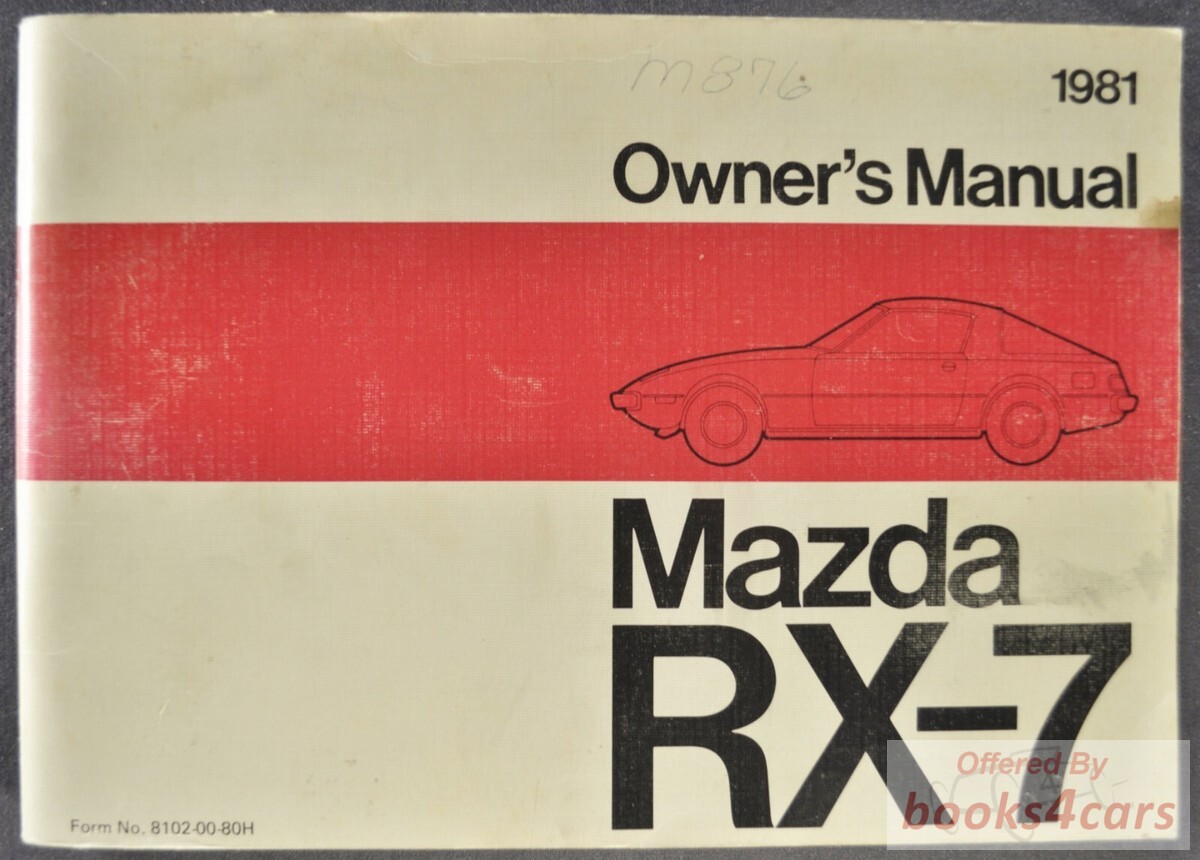 M876
1981
Owner's Manual
Mazda
RX-7
Offered By
books4cars
Form No. 8102-00-80H